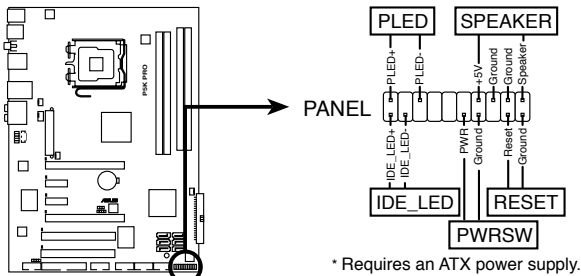 PLED SPEAKER
PLED+
PLED-
+5V
Ground
Ground
Speaker
P5K PRO
PANEL
IDE_LED+
IDE_LED-
PWR
Ground
Reset
Ground
IDE_LED RESET
PWRSW
ASUS
* Requires an ATX power supply.